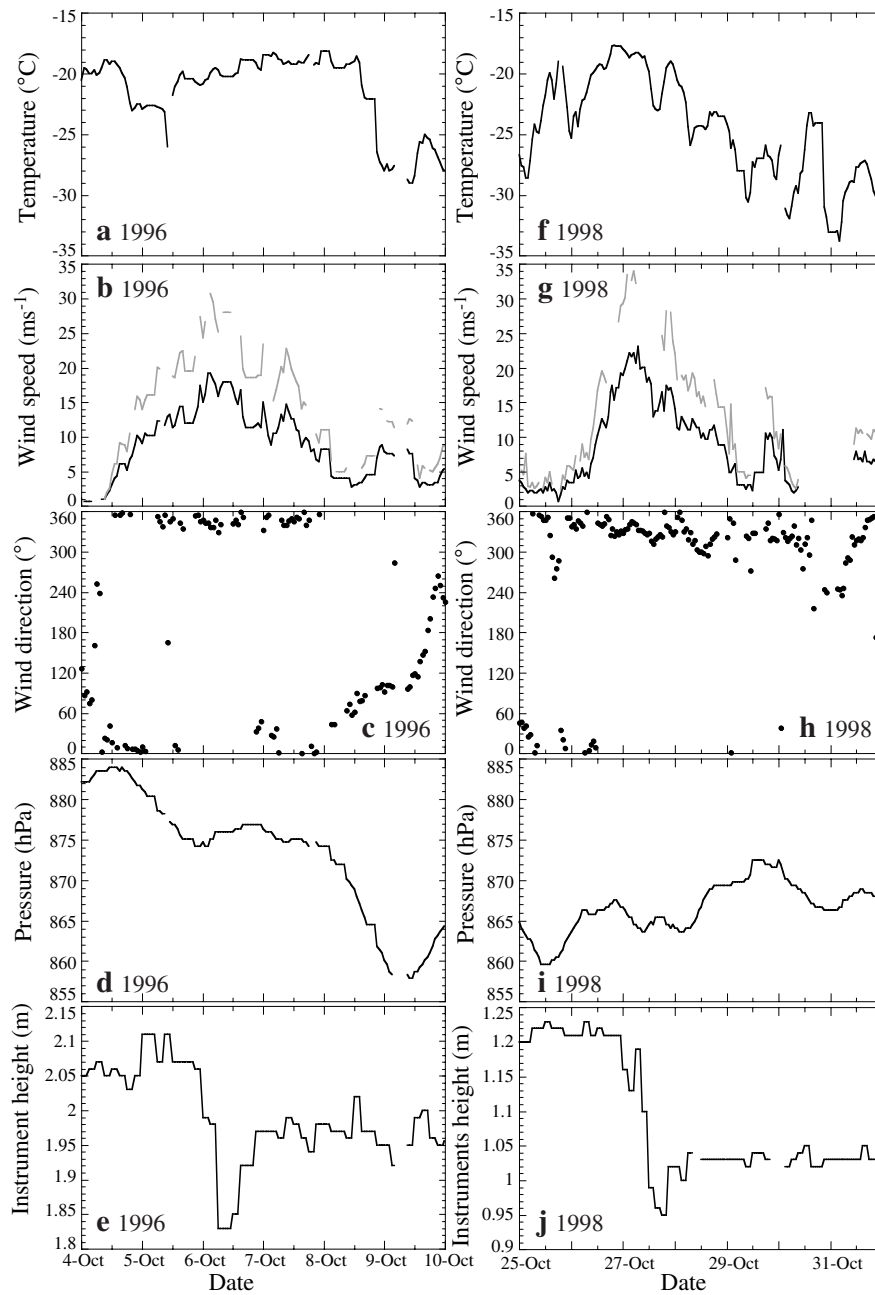 -15
-20
-25
-30
-35
Temperature (°C)
a 1996
-15
-20
-25
-30
-35
Temperature (°C)
f 1998
35
30
25
20
15
10
5
0
Wind speed (ms⁻¹)
b 1996
35
30
25
20
15
10
5
0
Wind speed (ms⁻¹)
g 1998
360
300
240
180
120
60
0
Wind direction (°)
c 1996
360
300
240
180
120
60
0
Wind direction (°)
h 1998
885
880
875
870
865
860
855
Pressure (hPa)
d 1996
885
880
875
870
865
860
855
Pressure (hPa)
i 1998
2.1
2.05
2
1.95
1.9
1.85
1.8
Instrument height (m)
e 1996
4-Oct
5-Oct
6-Oct
7-Oct
8-Oct
9-Oct
10-Oct
Date
1.25
1.2
1.15
1.1
1.05
1
0.95
0.9
Instruments height (m)
j 1998
25-Oct
27-Oct
29-Oct
31-Oct
Date